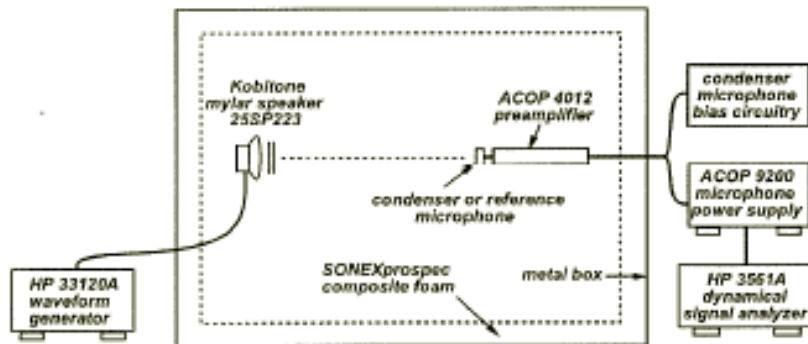 Kobitone
mylar speaker
25SP223
ACOP 4012
preamplifier
condenser
microphone
bias circuitry
condenser or reference
microphone
ACOP 9200
microphone
power supply
SONEXprospec
composite foam
metal box
HP 33120A
waveform
generator
HP 3561A
dynamical
signal analyzer